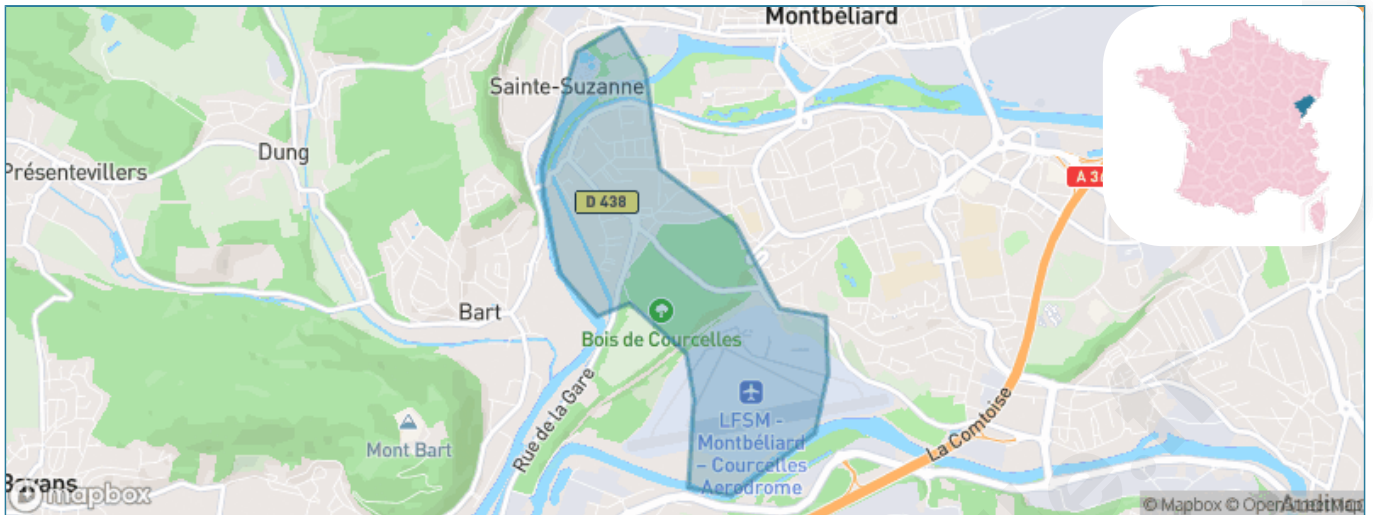 Montbéliard
Sainte-Suzanne
Dung
Présentevillers
A 36
D 438
Bart
Bois de Courcelles
Rue de la Gare
LFSM -
Montbéliard
– Courcelles
Aerodrome
La Comtoise
Mont Bart
mapbox
© Mapbox © OpenStreetMap